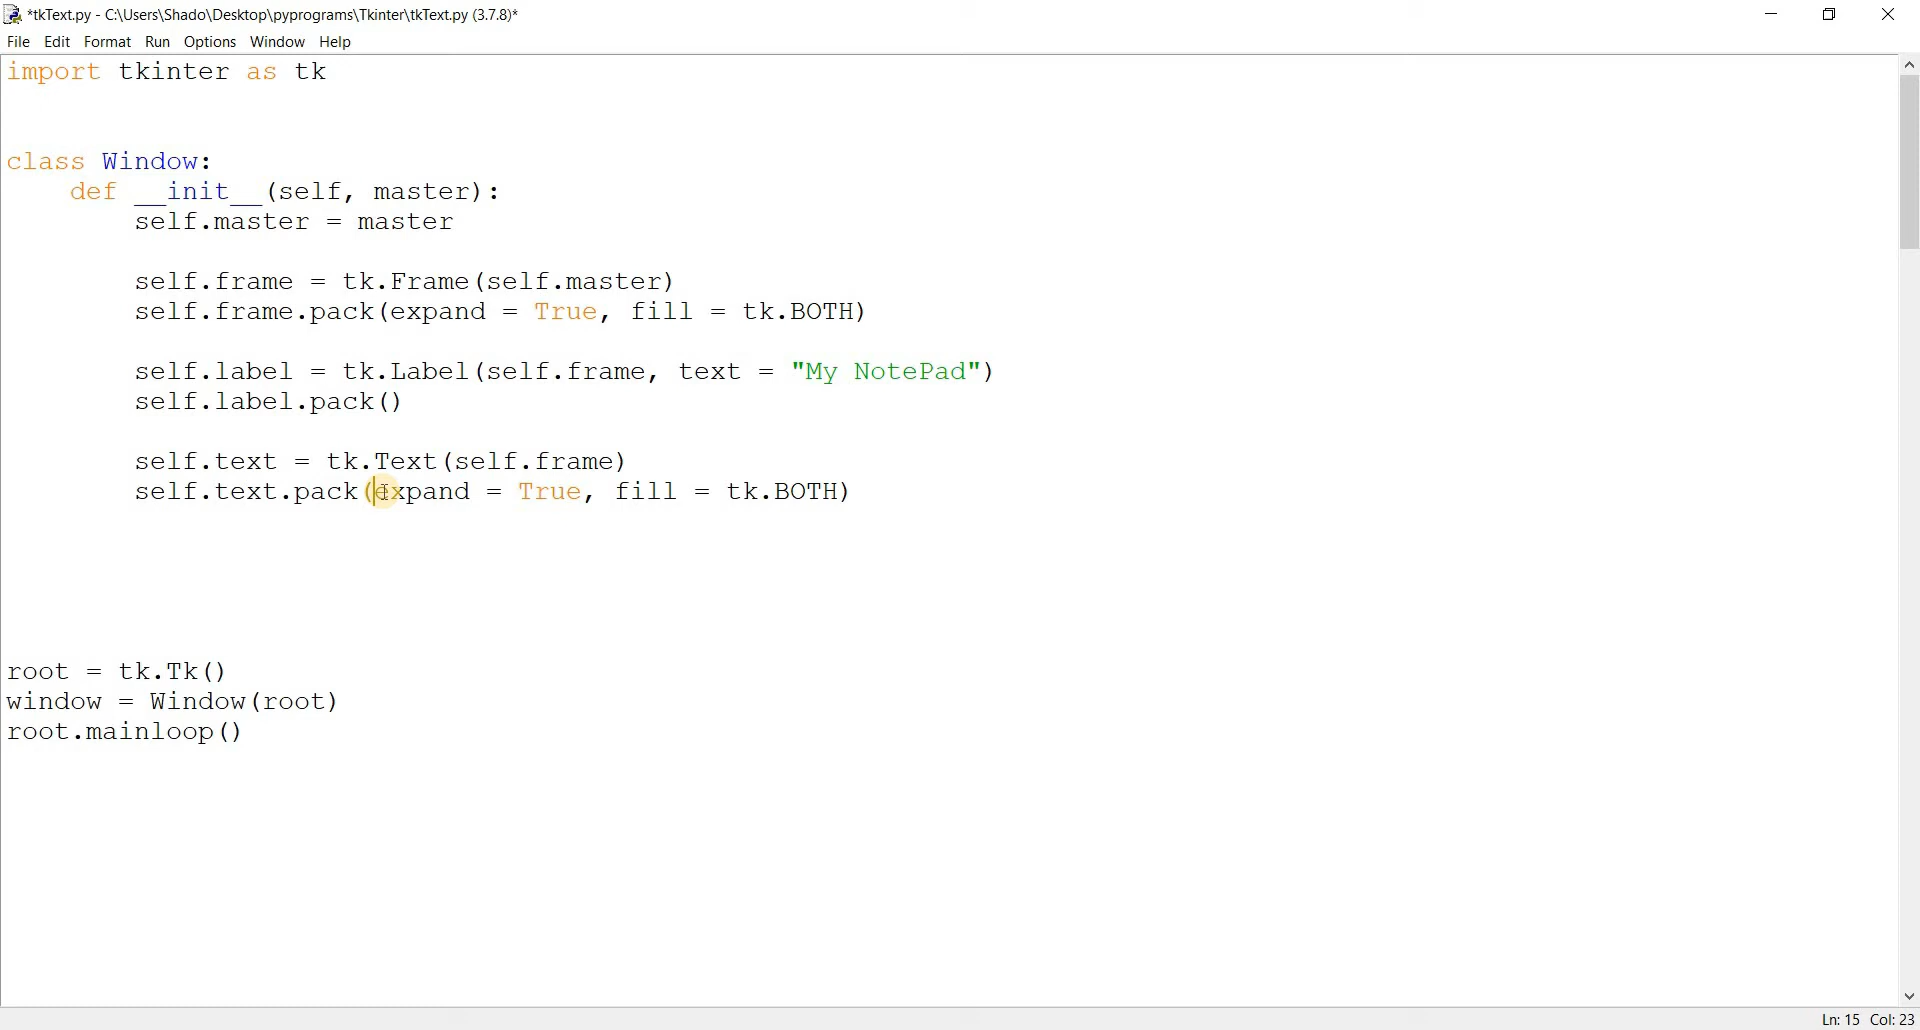 *tkText.py - C:\Users\Shado\Desktop\pyprograms\Tkinter\tkText.py (3.7.8)*
File Edit Format Run Options Window Help
import tkinter as tk
class Window:
    def __init__(self, master):
        self.master = master
        self.frame = tk.Frame(self.master)
        self.frame.pack(expand = True, fill = tk.BOTH)
        self.label = tk.Label(self.frame, text = "My NotePad")
        self.label.pack()
        self.text = tk.Text(self.frame)
        self.text.pack(expand = True, fill = tk.BOTH)
root = tk.Tk()
window = Window(root)
root.mainloop()
Ln: 15 Col: 23